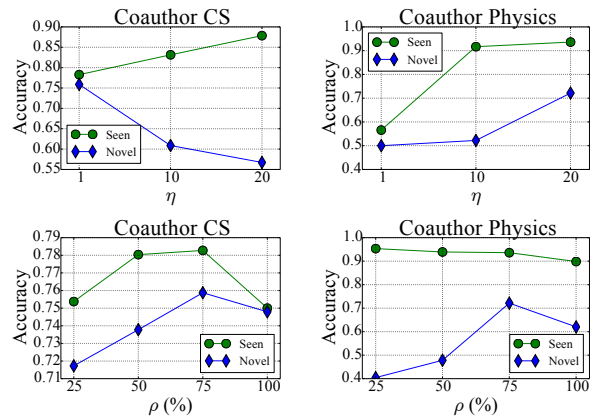 Coauthor CS
Accuracy
0.90
0.85
0.80
0.75
0.70
0.65
0.60
0.55
Seen
Novel
1
10
20
η
Coauthor Physics
Accuracy
1.0
0.9
0.8
0.7
0.6
0.5
0.4
Seen
Novel
1
10
20
η
Coauthor CS
Accuracy
0.79
0.78
0.77
0.76
0.75
0.74
0.73
0.72
0.71
Seen
Novel
25
50
75
100
ρ (%)
Coauthor Physics
Accuracy
1.0
0.9
0.8
0.7
0.6
0.5
0.4
Seen
Novel
25
50
75
100
ρ (%)